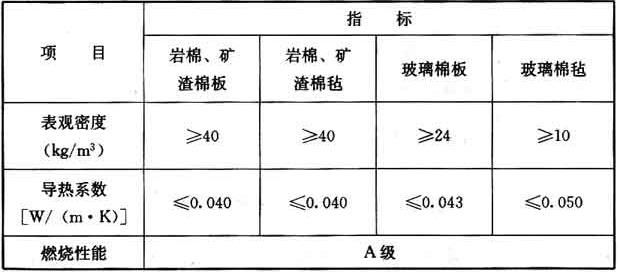 项 目
指 标
岩棉、矿
渣棉板
岩棉、矿
渣棉毡
玻璃棉板
玻璃棉毡
表观密度
(kg/m³)
≥40
≥40
≥24
≥10
导热系数
[W/ (m·K)]
≤0.040
≤0.040
≤0.043
≤0.050
燃烧性能
A级